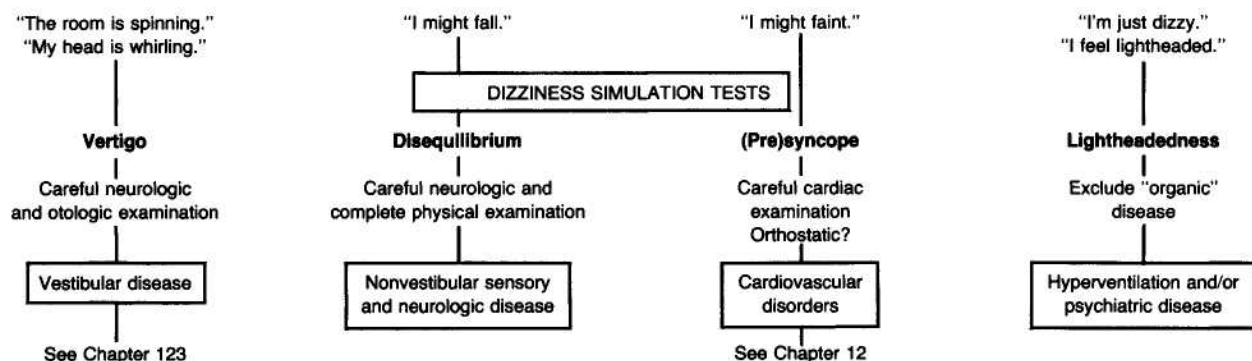 "The room is spinning."
"My head is whirling."
"I might fall."
"I might faint."
"I'm just dizzy."
"I feel lightheaded."
DIZZINESS SIMULATION TESTS
Vertigo
Disequilibrium
(Pre)syncope
Lightheadedness
Careful neurologic
and otologic examination
Careful neurologic and
complete physical examination
Careful cardiac
examination
Orthostatic?
Exclude "organic"
disease
Vestibular disease
Nonvestibular sensory
and neurologic disease
Cardiovascular
disorders
Hyperventilation and/or
psychiatric disease
See Chapter 123
See Chapter 12